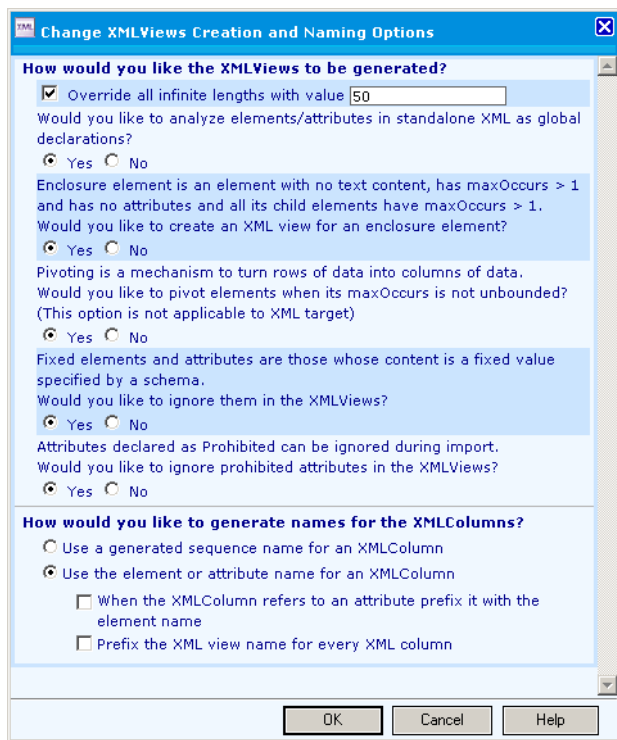 XML
Change XMLViews Creation and Naming Options
How would you like the XMLViews to be generated?
Override all infinite lengths with value 50
Would you like to analyze elements/attributes in standalone XML as global
declarations?
Yes No
Enclosure element is an element with no text content, has maxOccurs > 1
and has no attributes and all its child elements have maxOccurs > 1.
Would you like to create an XML view for an enclosure element?
Yes No
Pivoting is a mechanism to turn rows of data into columns of data.
Would you like to pivot elements when its maxOccurs is not unbounded?
(This option is not applicable to XML target)
Yes No
Fixed elements and attributes are those whose content is a fixed value
specified by a schema.
Would you like to ignore them in the XMLViews?
Yes No
Attributes declared as Prohibited can be ignored during import.
Would you like to ignore prohibited attributes in the XMLViews?
Yes No
How would you like to generate names for the XMLColumns?
Use a generated sequence name for an XMLColumn
Use the element or attribute name for an XMLColumn
When the XMLColumn refers to an attribute prefix it with the
element name
Prefix the XML view name for every XML column
OK Cancel Help